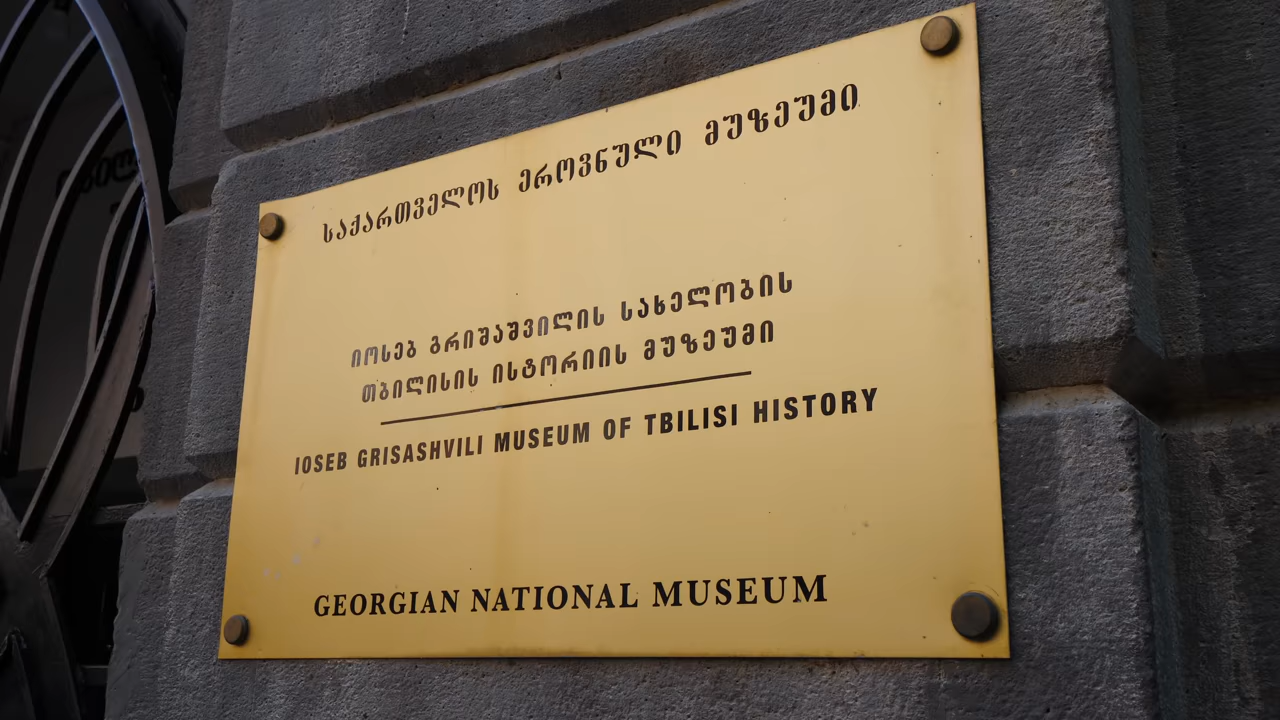 საქართველოს ეროვნული მუზეუმი
იოსებ გრიშაშვილის სახელობის
თბილისის ისტორიის მუზეუმი
IOSEB GRISASHVILI MUSEUM OF TBILISI HISTORY
GEORGIAN NATIONAL MUSEUM